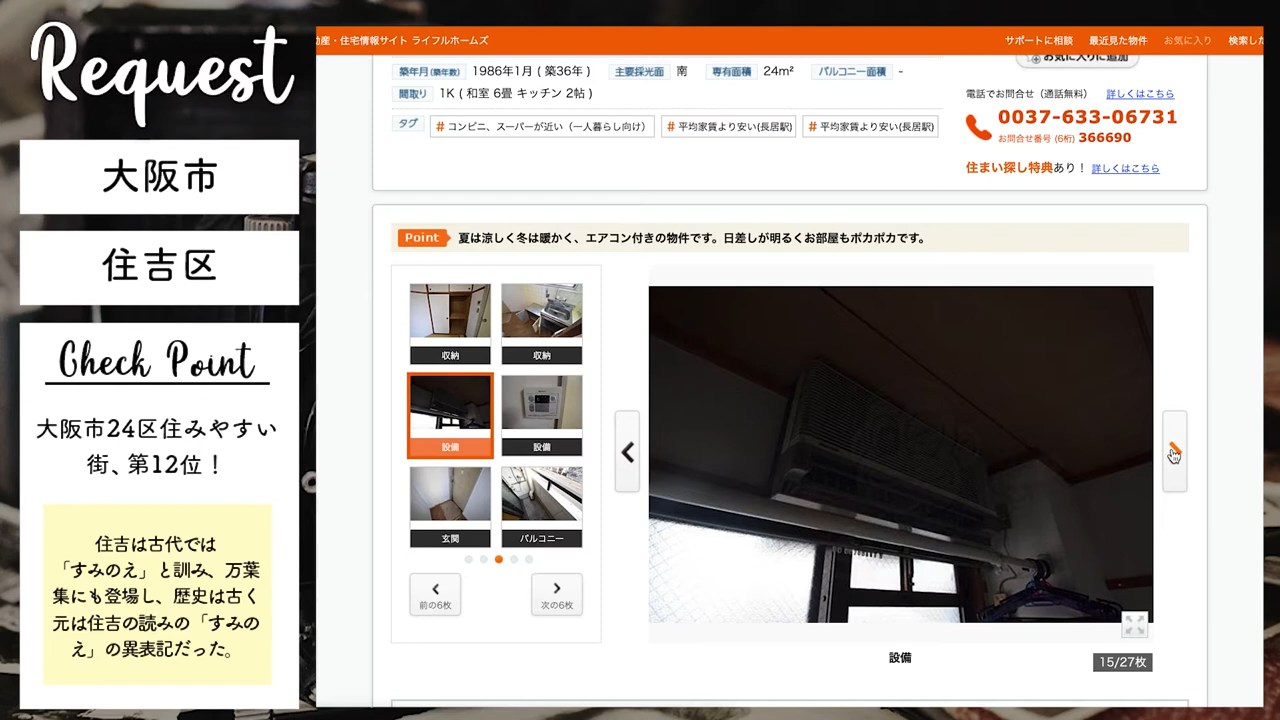 Request
大阪市
住吉区
Check Point
大阪市24区住みやすい
街、第12位！
住吉は古代では
「すみのえ」と訓み、万葉
集にも登場し、歴史は古く
元は住吉の読みの「すみの
え」の異表記だった。
動産・住宅情報サイト ライフルホームズ
サポートに相談 最近見た物件 お気に入り 検索した
築年月(築年数) 1986年1月 ( 築36年 ) 主要採光面 南 専有面積 24m² バルコニー面積 -
お気に入りに追加
間取り 1K ( 和室 6畳 キッチン 2帖 )
タグ # コンビニ、スーパーが近い（一人暮らし向け） # 平均家賃より安い(長居駅) # 平均家賃より安い(長居駅)
電話でお問合せ（通話無料） 詳しくはこちら
0037-633-06731
お問合せ番号 (6桁) 366690
住まい探し特典あり！ 詳しくはこちら
Point 夏は涼しく冬は暖かく、エアコン付きの物件です。日差しが明るくお部屋もポカポカです。
収納 収納
設備 設備
玄関 バルコニー
前の6枚 次の6枚
設備
15/27枚